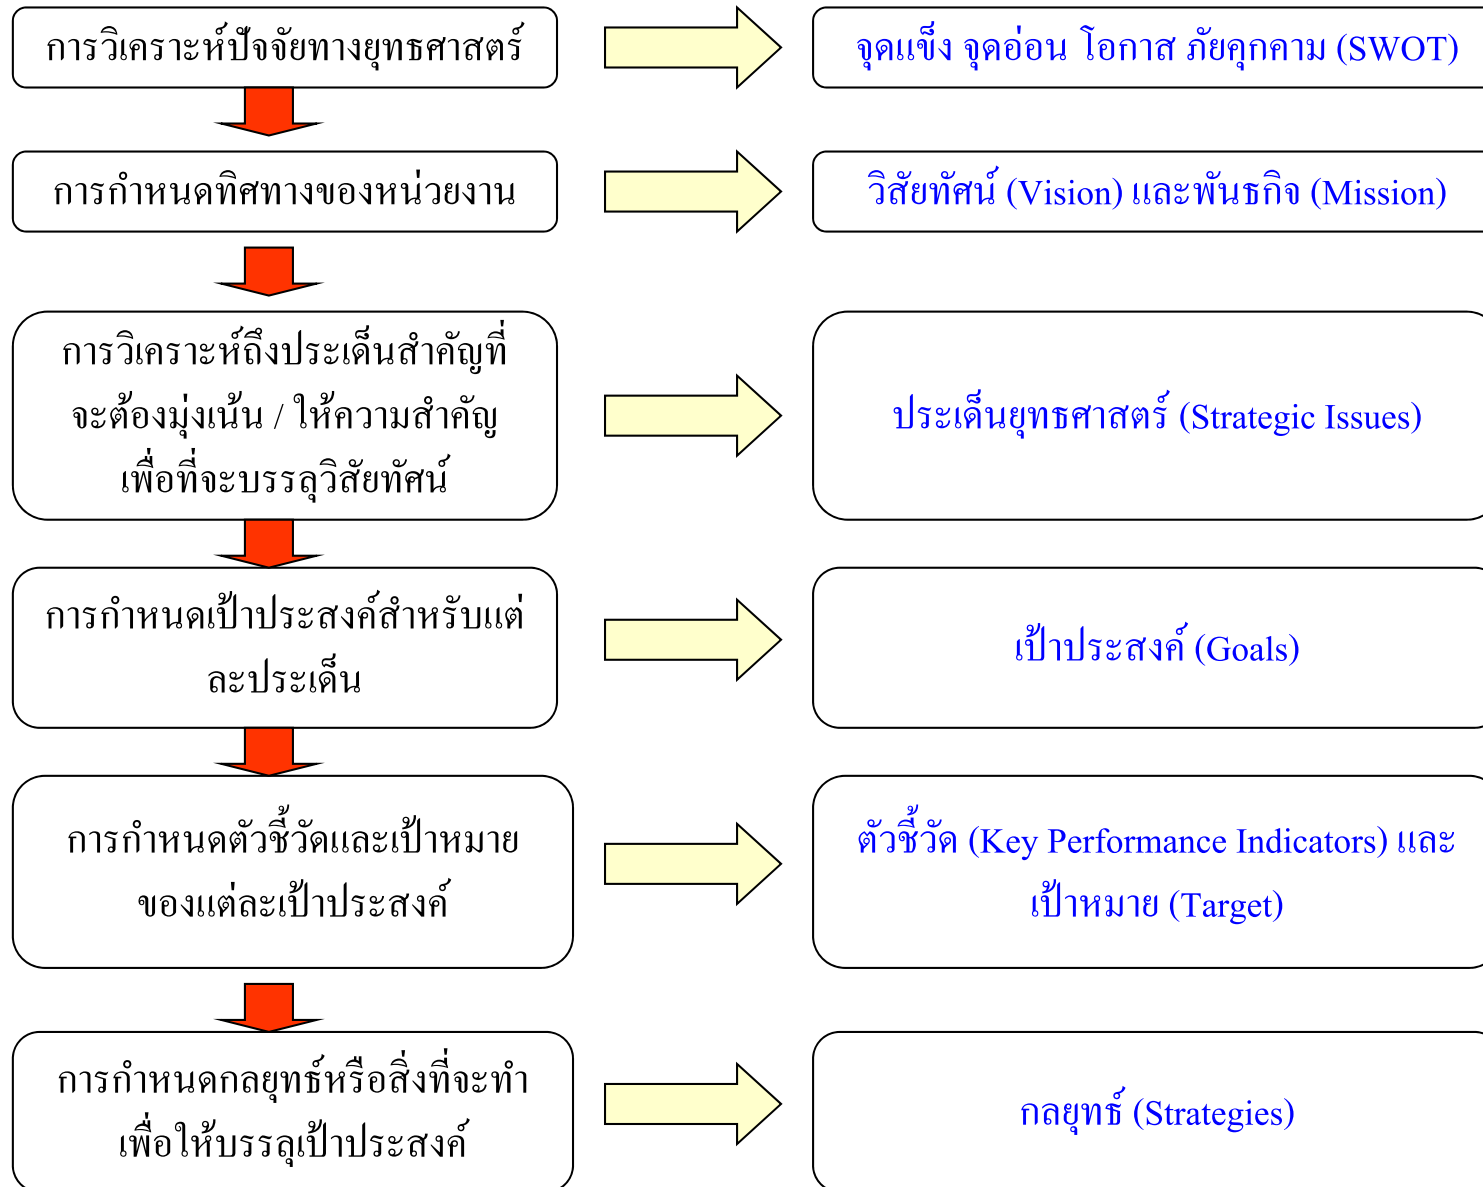 การวิเคราะห์ปัจจัยทางยุทธศาสตร์
จุดแข็ง จุดอ่อน โอกาส ภัยคุกคาม (SWOT)
การกำหนดทิศทางของหน่วยงาน
วิสัยทัศน์ (Vision) และพันธกิจ (Mission)
การวิเคราะห์ถึงประเด็นสำคัญที่
จะต้องมุ่งเน้น / ให้ความสำคัญ
เพื่อที่จะบรรลุวิสัยทัศน์
ประเด็นยุทธศาสตร์ (Strategic Issues)
การกำหนดเป้าประสงค์สำหรับแต่
ละประเด็น
เป้าประสงค์ (Goals)
การกำหนดตัวชี้วัดและเป้าหมาย
ของแต่ละเป้าประสงค์
ตัวชี้วัด (Key Performance Indicators) และ
เป้าหมาย (Target)
การกำหนดกลยุทธ์หรือสิ่งที่จะทำ
เพื่อให้บรรลุเป้าประสงค์
กลยุทธ์ (Strategies)